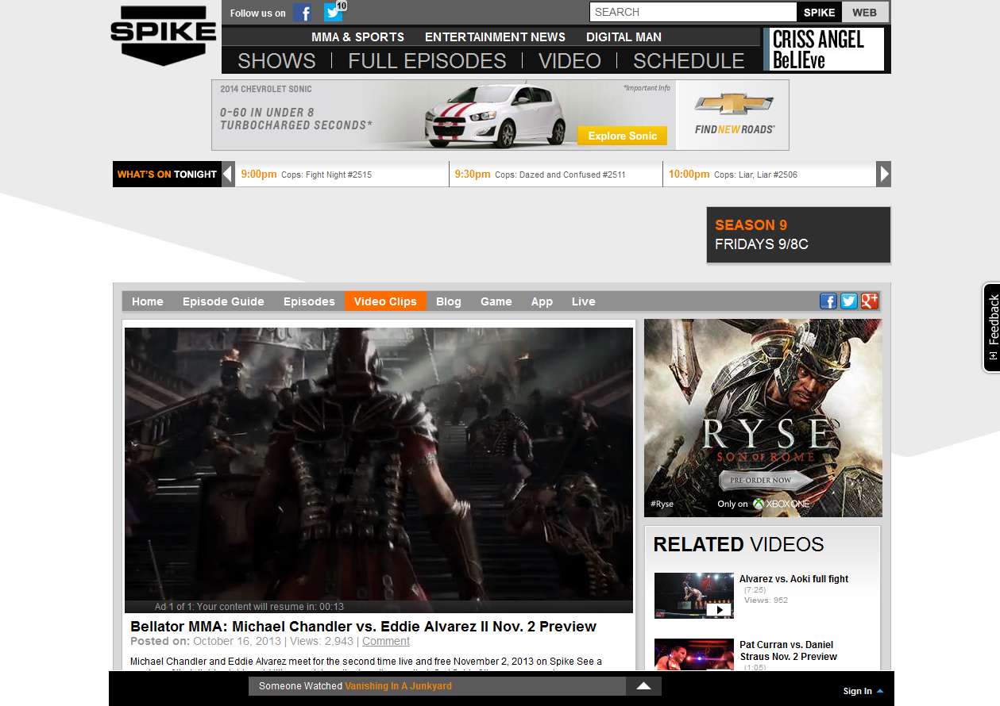 SPIKE
Follow us on
10
SEARCH
SPIKE
WEB
MMA & SPORTS
ENTERTAINMENT NEWS
DIGITAL MAN
SHOWS
FULL EPISODES
VIDEO
SCHEDULE
CRISS ANGEL
BeLIEve
2014 CHEVROLET SONIC
*Important Info
0-60 IN UNDER 8
TURBOCHARGED SECONDS*
Explore Sonic
FIND NEW ROADS
WHAT'S ON TONIGHT
9:00pm Cops: Fight Night #2515
9:30pm Cops: Dazed and Confused #2511
10:00pm Cops: Liar, Liar #2506
SEASON 9
FRIDAYS 9/8C
Home
Episode Guide
Episodes
Video Clips
Blog
Game
App
Live
[+] Feedback
RYSE
SON OF ROME
PRE-ORDER NOW
#Ryse
Only on XBOX ONE
Ad 1 of 1: Your content will resume in: 00:13
Bellator MMA: Michael Chandler vs. Eddie Alvarez II Nov. 2 Preview
Posted on: October 16, 2013 | Views: 2,943 | Comment
Michael Chandler and Eddie Alvarez meet for the second time live and free November 2, 2013 on Spike See a
RELATED VIDEOS
Alvarez vs. Aoki full fight
(7:25)
Views: 952
Pat Curran vs. Daniel
Straus Nov. 2 Preview
(1:05)
Someone Watched Vanishing In A Junkyard
Sign In